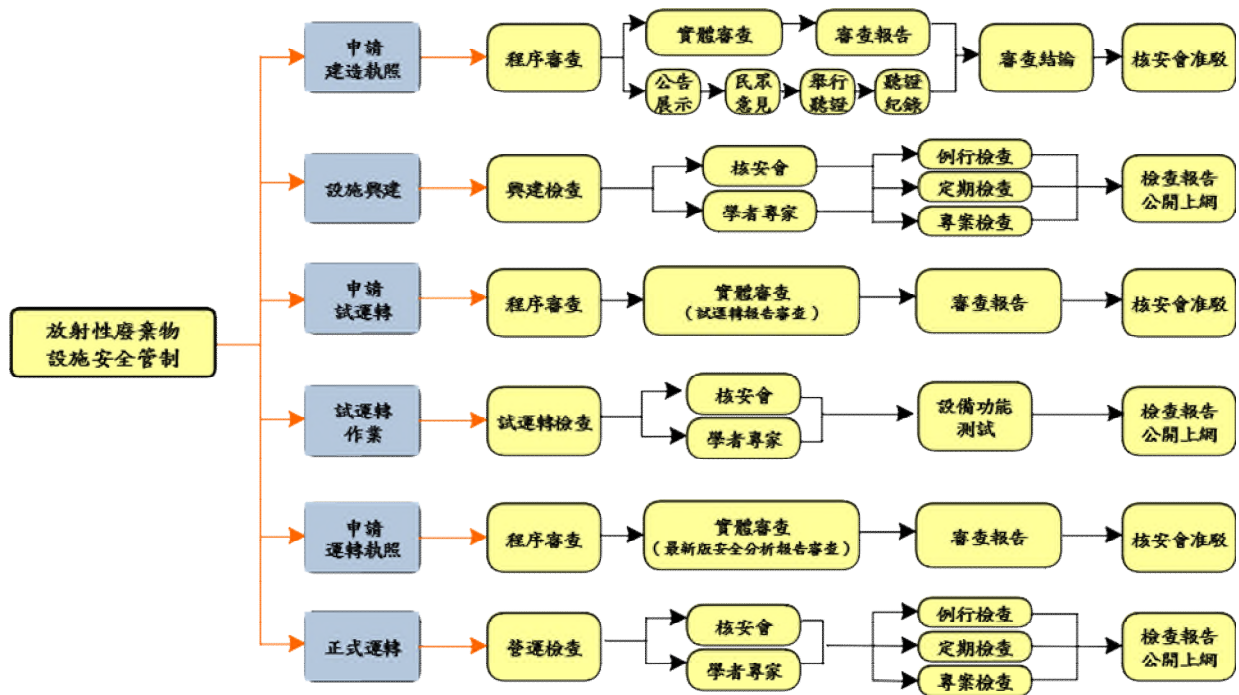 放射性廢棄物
設施安全管制
申請
建造執照
程序審查
實體審查
審查報告
公告
展示
民眾
意見
舉行
聽證
聽證
紀錄
審查結論
核安會准駁
設施興建
興建檢查
核安會
學者專家
例行檢查
定期檢查
專案檢查
檢查報告
公開上網
申請
試運轉
程序審查
實體審查
（試運轉報告審查）
審查報告
核安會准駁
試運轉
作業
試運轉檢查
核安會
學者專家
設備功能
測試
檢查報告
公開上網
申請
運轉執照
程序審查
實體審查
（最新版安全分析報告審查）
審查報告
核安會准駁
正式運轉
營運檢查
核安會
學者專家
例行檢查
定期檢查
專案檢查
檢查報告
公開上網